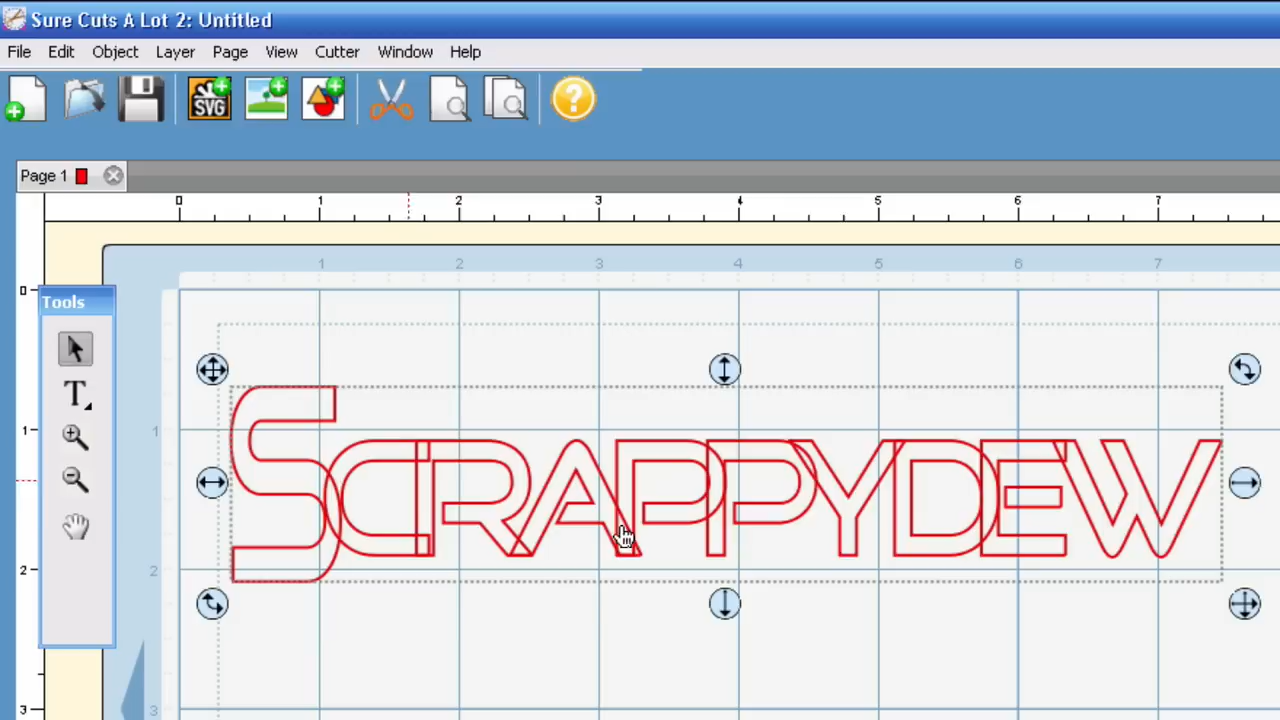 Sure Cuts A Lot 2: Untitled
File Edit Object Layer Page View Cutter Window Help
SVG ?
Page 1
0 1 2 3 4 5 6 7
1 2 3 4 5 6 7
0
Tools
T
SCRAPPYDEW
1 1
2 2
3 3